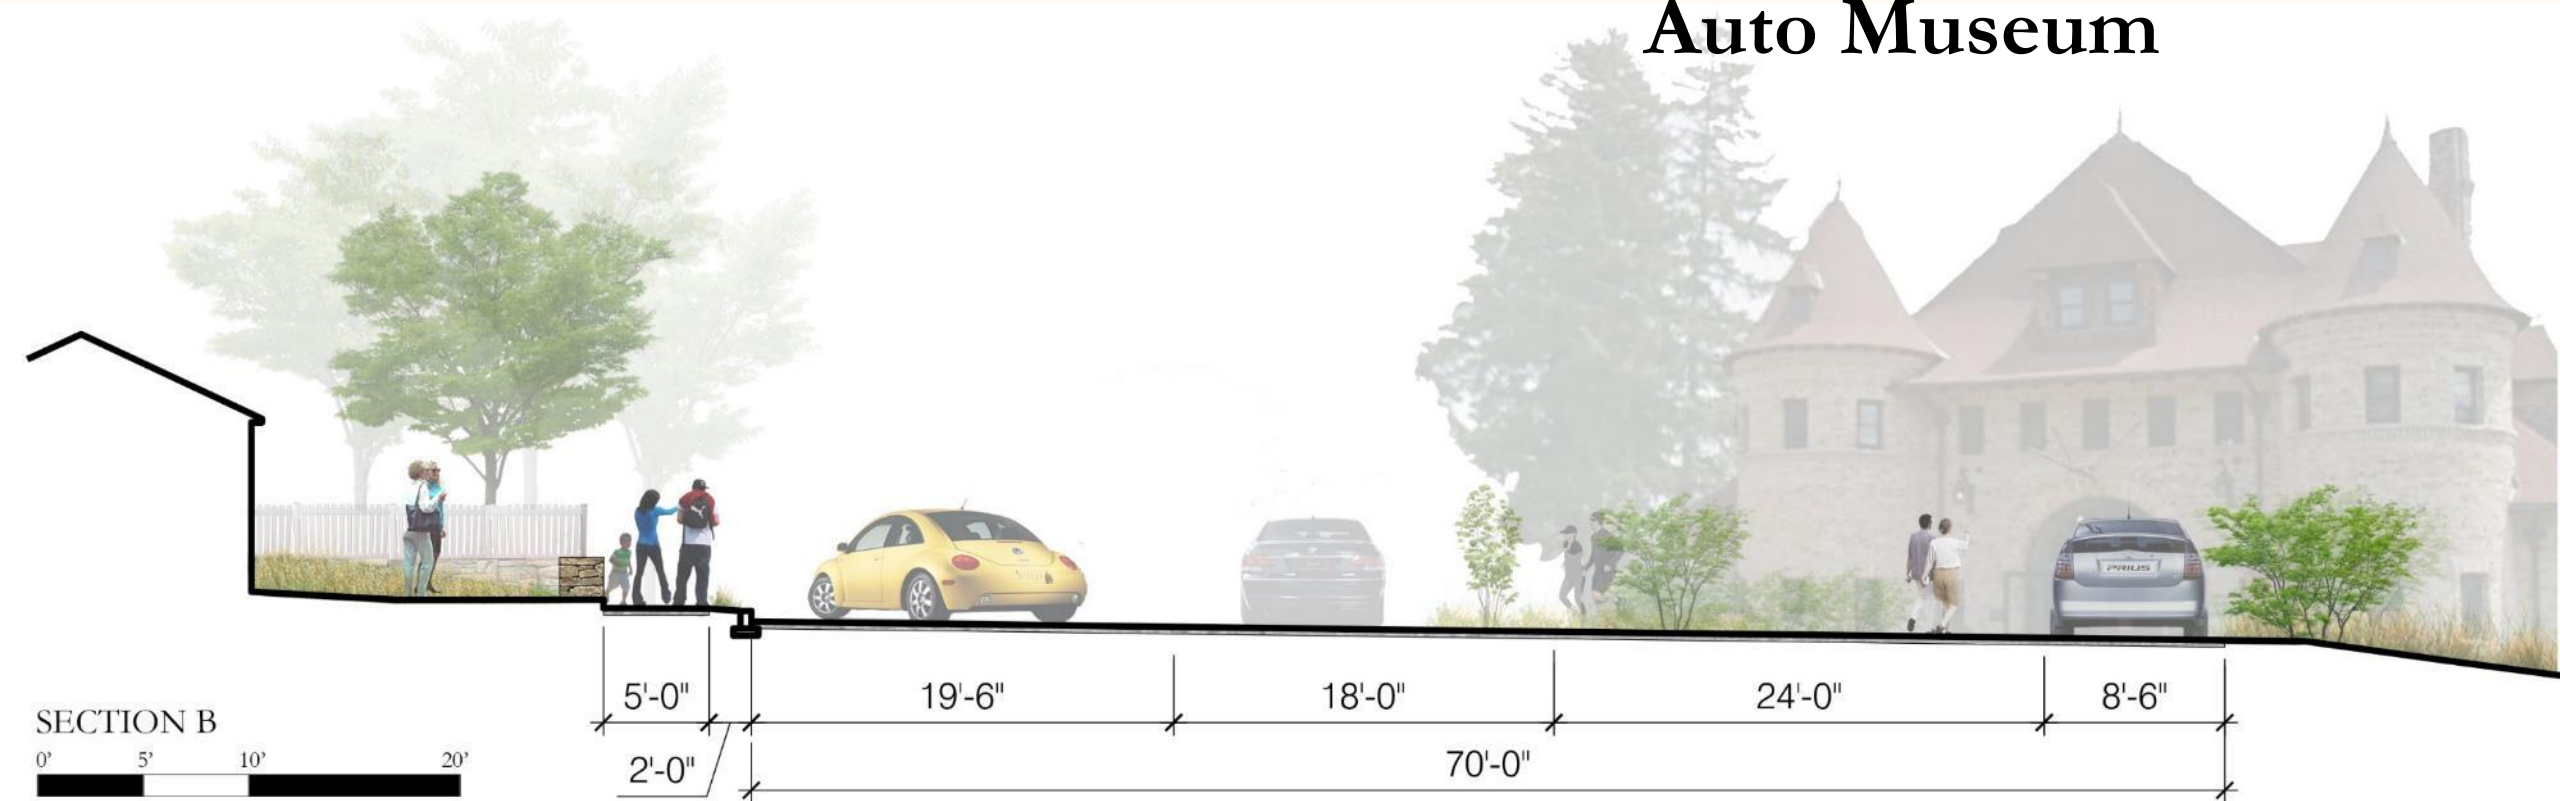 Auto Museum
PRIUS
5'-0"
19'-6"
18'-0"
24'-0"
8'-6"
2'-0"
70'-0"
SECTION B
0' 5' 10' 20'